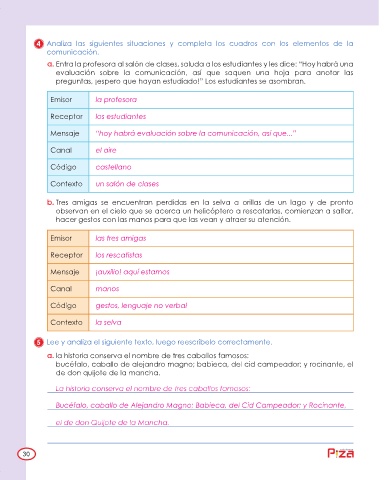 4 Analiza las siguientes situaciones y completa los cuadros con los elementos de la
comunicación.
a. Entra la profesora al salón de clases, saluda a los estudiantes y les dice: "Hoy habrá una
evaluación sobre la comunicación, así que saquen una hoja para anotar las
preguntas, ¡espero que hayan estudiado!" Los estudiantes se asombran.
Emisor la profesora
Receptor los estudiantes
Mensaje "hoy habrá evaluación sobre la comunicación, así que..."
Canal el aire
Código castellano
Contexto un salón de clases
b. Tres amigas se encuentran perdidas en la selva a orillas de un lago y de pronto
observan en el cielo que se acerca un helicóptero a rescatarlas, comienzan a saltar,
hacer gestos con las manos para que las vean y atraer su atención.
Emisor las tres amigas
Receptor los rescatistas
Mensaje ¡auxilio! aquí estamos
Canal manos
Código gestos, lenguaje no verbal
Contexto la selva
5 Lee y analiza el siguiente texto, luego reescríbelo correctamente.
a. la historia conserva el nombre de tres caballos famosos:
bucéfalo, caballo de alejandro magno; babieca, del cid campeador; y rocinante, el
de don quijote de la mancha.
La historia conserva el nombre de tres caballos famosos:
Bucéfalo, caballo de Alejandro Magno; Babieca, del Cid Campeador; y Rocinante,
el de don Quijote de la Mancha.
30
Piza